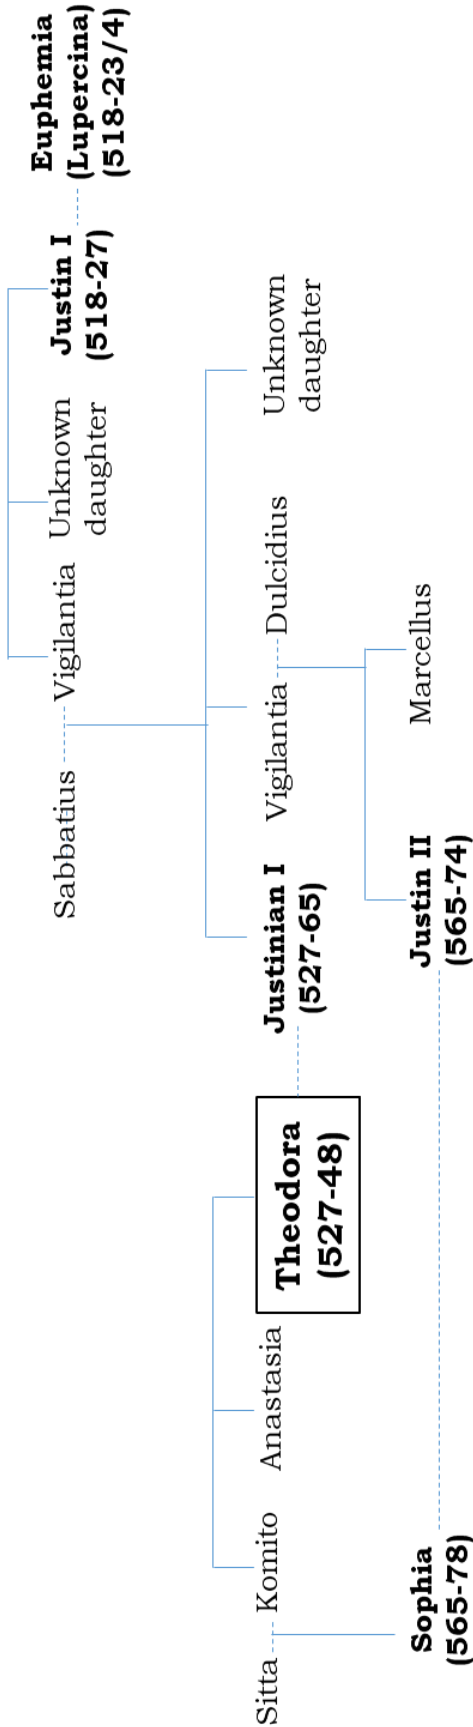 Sabbatius
Vigilantia
Unknown
daughter
Justin I
(518-27)
Euphemia
(Lupercina)
(518-23/4)
Sitta
Komito
Anastasia
Theodora
(527-48)
Justinian I
(527-65)
Vigilantia
Dulcidius
Unknown
daughter
Sophia
(565-78)
Justin II
(565-74)
Marcellus